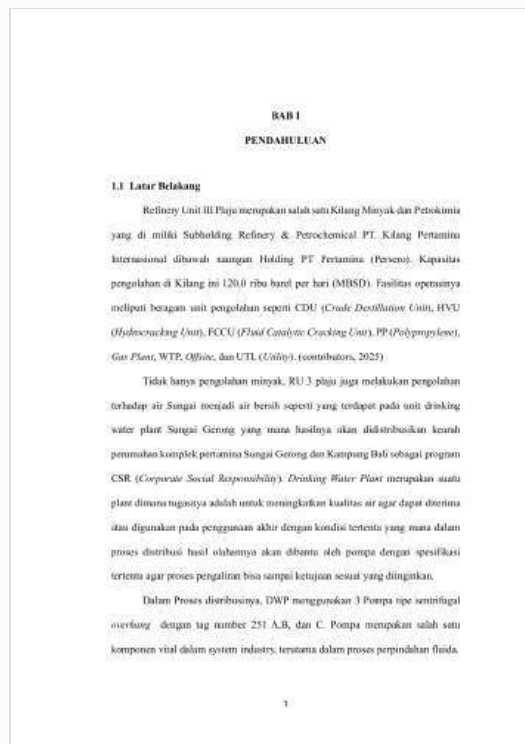 BAB I
PENDAHULUAN
1.1 Latar Belakang
Refinery Unit III Plaju merupakan salah satu Kilang Minyak dan Petrokimia
yang di miliki Subholding Refinery & Petrochemical PT. Kilang Pertamina
Internasional dibawah naungan Holding PT Pertamina (Persero). Kapasitas
pengolahan di Kilang ini 120,0 ribu barel per hari (MBSD). Fasilitas operasinya
meliputi beragam unit pengolahan seperti CDU (Crude Destillation Unit), HVU
(Hydrocracking Unit), FCCU (Fluid Catalytic Cracking Unit), PP (Polypropylene),
Gas Plant, WTP, Offsite, dan UTL (Utility). (contributors, 2025)
Tidak hanya pengolahan minyak, RU 3 plaju juga melakukan pengolahan
terhadap air Sungai menjadi air bersih seperti yang terdapat pada unit drinking
water plant Sungai Gerong yang mana hasilnya akan didistribusikan kearah
perumahan komplek pertamina Sungai Gerong dan Kampung Bali sebagai program
CSR (Corporate Social Responsibility). Drinking Water Plant merupakan suatu
plant dimana tugasnya adalah untuk meningkatkan kualitas air agar dapat diterima
atau digunakan pada penggunaan akhir dengan kondisi tertentu yang mana dalam
proses distribusi hasil olahannya akan dibantu oleh pompa dengan spesifikasi
tertentu agar proses pengaliran bisa sampai ketujuan sesuai yang diinginkan.
Dalam Proses distribusinya, DWP menggunakan 3 Pompa tipe sentrifugal
overhung dengan tag number 251 A,B, dan C. Pompa merupakan salah satu
komponen vital dalam system industry, terutama dalam proses perpindahan fluida.
1